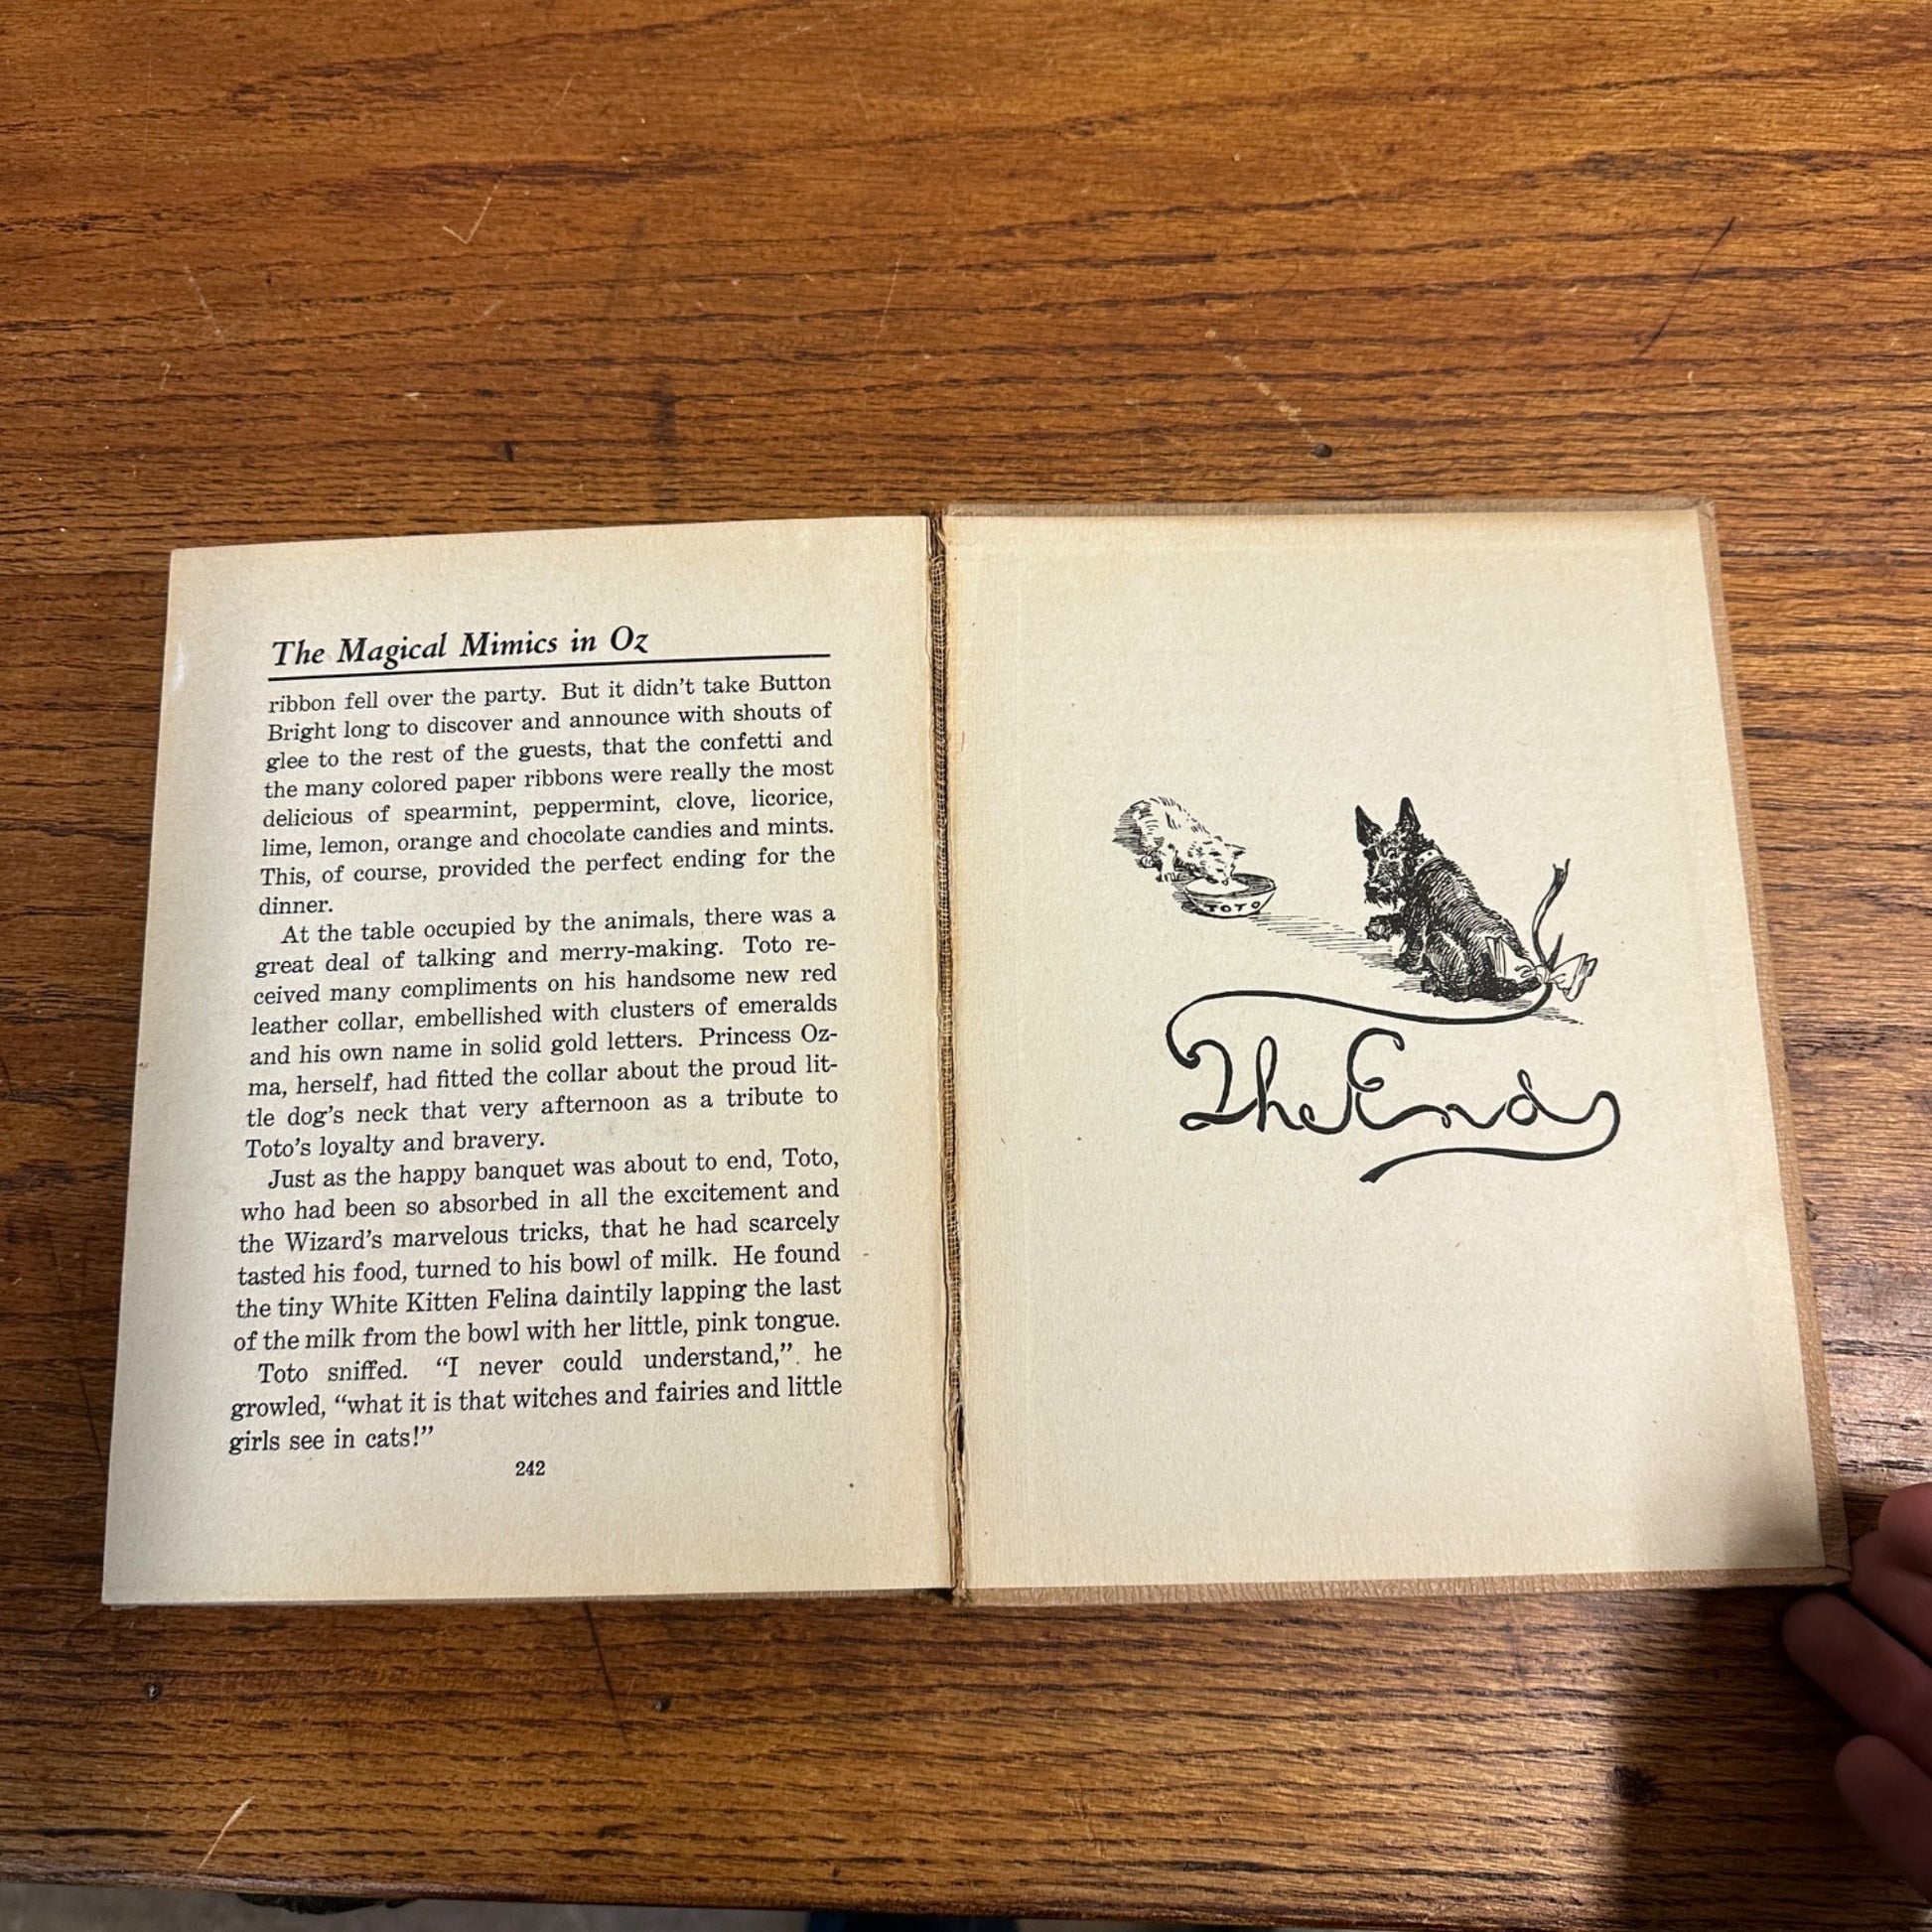 The Magical Mimics in Oz
ribbon fell over the party. But it didn't take Button
Bright long to discover and announce with shouts of
glee to the rest of the guests, that the confetti and
the many colored paper ribbons were really the most
delicious of spearmint, peppermint, clove, licorice,
lime, lemon, orange and chocolate candies and mints.
This, of course, provided the perfect ending for the
dinner.
At the table occupied by the animals, there was a
great deal of talking and merry-making. Toto re-
ceived many compliments on his handsome new red
leather collar, embellished with clusters of emeralds
and his own name in solid gold letters. Princess Oz-
ma, herself, had fitted the collar about the proud lit-
tle dog's neck that very afternoon as a tribute to
Toto's loyalty and bravery.
Just as the happy banquet was about to end, Toto,
who had been so absorbed in all the excitement and
the Wizard's marvelous tricks, that he had scarcely
tasted his food, turned to his bowl of milk. He found
the tiny White Kitten Felina daintily lapping the last
of the milk from the bowl with her little, pink tongue.
Toto sniffed. "I never could understand,". he
growled, "what it is that witches and fairies and little
girls see in cats!"
242
TOTO
The End